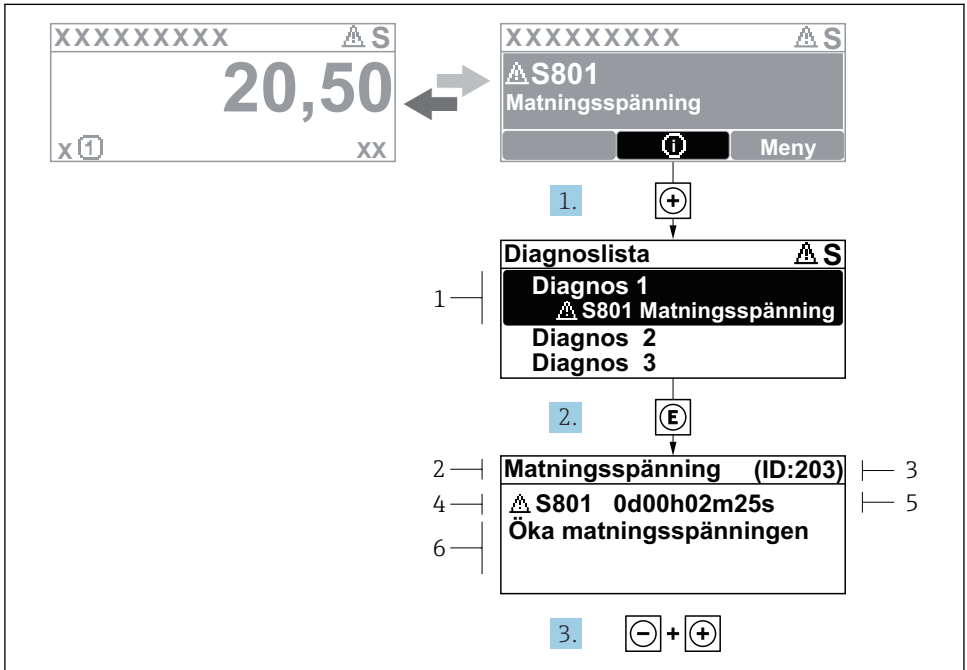 XXXXXXXXX ⚠ S
20,50
x ① xx
XXXXXXXXX ⚠ S
⚠ S801
Matningsspänning
ⓘ Meny
1. +
Diagnoslista ⚠ S
1
Diagnos 1
⚠ S801 Matningsspänning
Diagnos 2
Diagnos 3
2. E
2 Matningsspänning (ID:203) 3
4 ⚠ S801 0d00h02m25s 5
6 Öka matningsspänningen
3. − + +